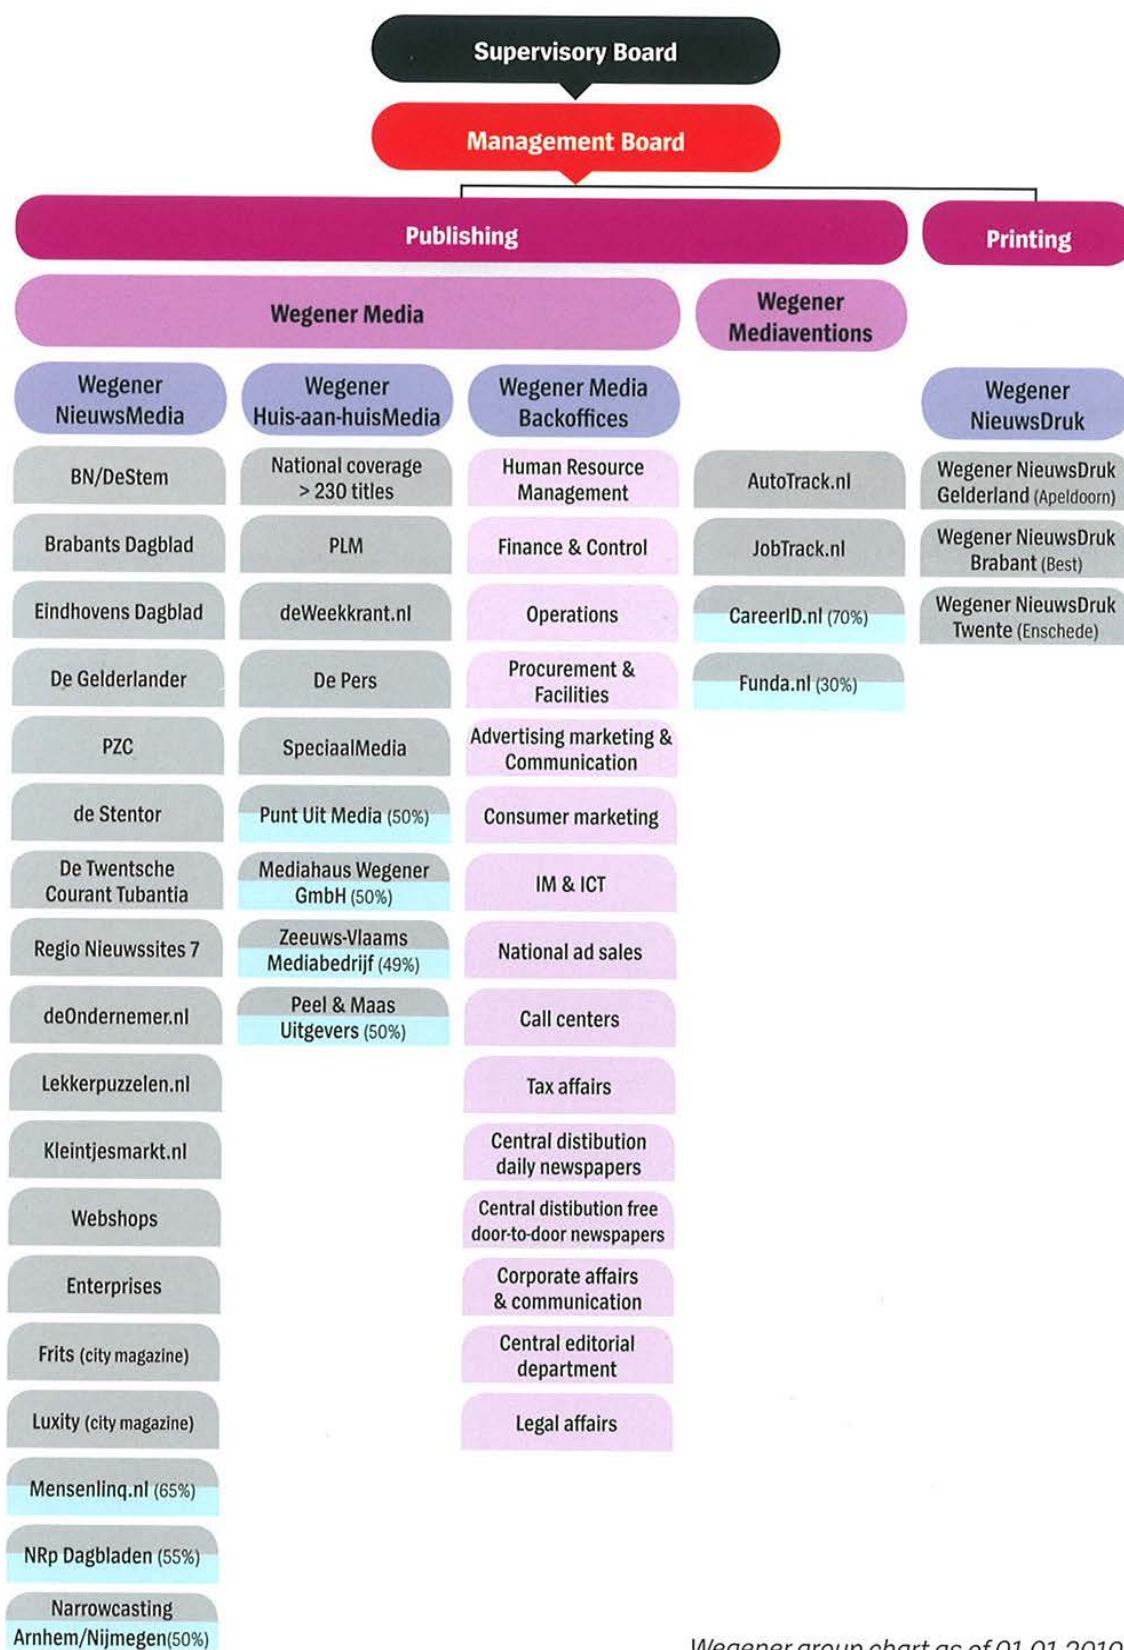 Supervisory Board
Management Board
Publishing
Printing
Wegener Media
Wegener
Mediaventions
Wegener
NieuwsMedia
Wegener
Huis-aan-huisMedia
Wegener Media
Backoffices
Wegener
NieuwsDruk
BN/DeStem
Brabants Dagblad
Eindhovens Dagblad
De Gelderlander
PZC
de Stentor
De Twentsche
Courant Tubantia
Regio Nieuwssites 7
deOndernemer.nl
Lekkerpuzzelen.nl
Kleintjesmarkt.nl
Webshops
Enterprises
Frits (city magazine)
Luxity (city magazine)
Mensenlinq.nl (65%)
NRp Dagbladen (55%)
Narrowcasting
Arnhem/Nijmegen(50%)
National coverage
> 230 titles
PLM
deWeekkrant.nl
De Pers
SpeciaalMedia
Punt Uit Media (50%)
Mediahaus Wegener
GmbH (50%)
Zeeuws-Vlaams
Mediabedrijf (49%)
Peel & Maas
Uitgevers (50%)
Human Resource
Management
Finance & Control
Operations
Procurement &
Facilities
Advertising marketing &
Communication
Consumer marketing
IM & ICT
National ad sales
Call centers
Tax affairs
Central distibution
daily newspapers
Central distibution free
door-to-door newspapers
Corporate affairs
& communication
Central editorial
department
Legal affairs
AutoTrack.nl
JobTrack.nl
CareerID.nl (70%)
Funda.nl (30%)
Wegener NieuwsDruk
Gelderland (Apeldoorn)
Wegener NieuwsDruk
Brabant (Best)
Wegener NieuwsDruk
Twente (Enschede)
Wegener group chart as of 01.01.2010